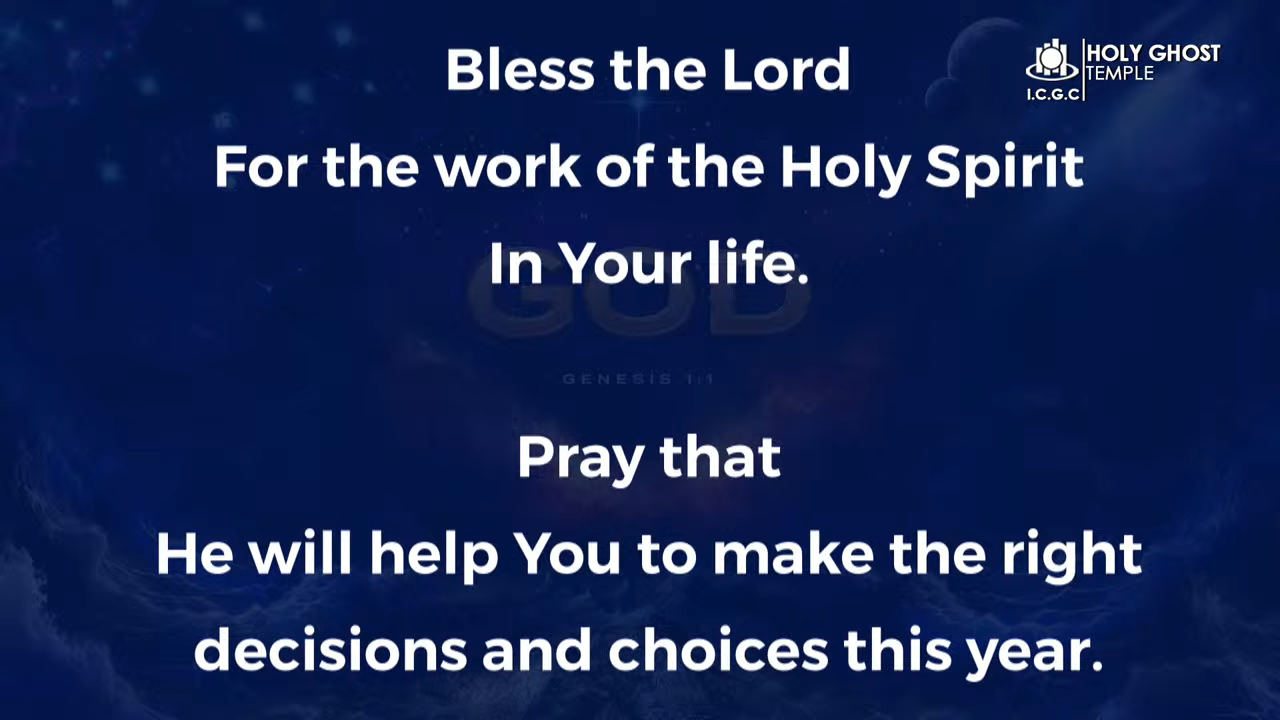 Bless the Lord
HOLY GHOST
TEMPLE
I.C.G.C
For the work of the Holy Spirit
In Your life.
GOD
GENESIS 1:1
Pray that
He will help You to make the right
decisions and choices this year.